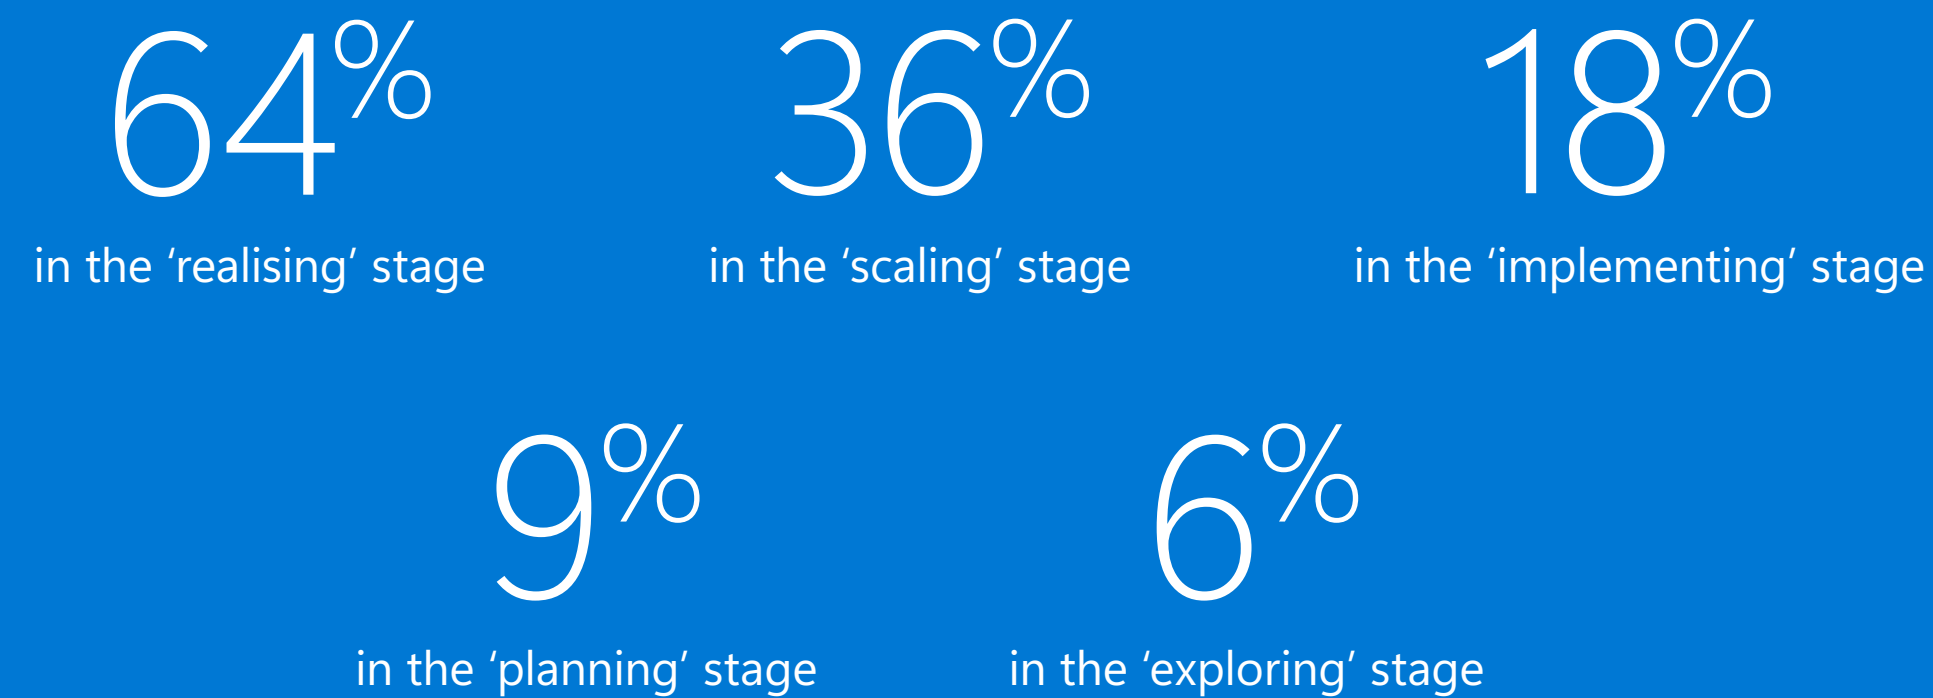 64%
in the ‘realising’ stage
36%
in the ‘scaling’ stage
18%
in the ‘implementing’ stage
9%
in the ‘planning’ stage
6%
in the ‘exploring’ stage